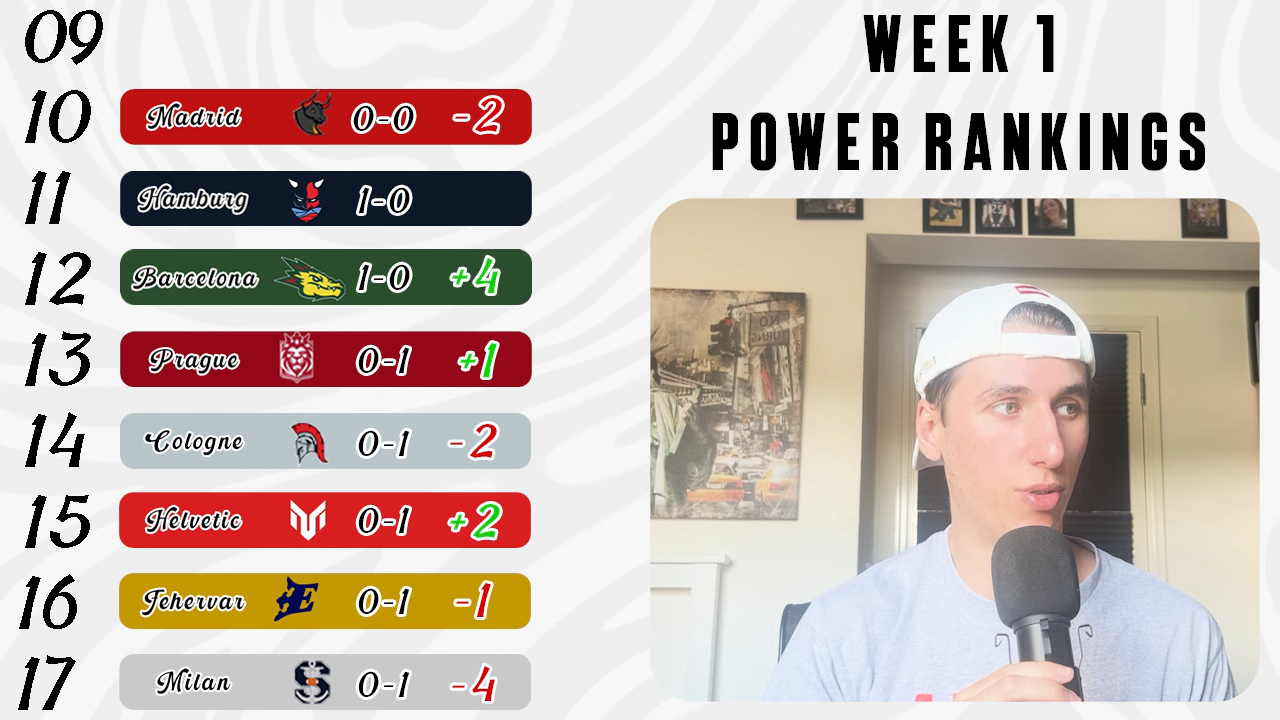 09
10 Madrid 0-0 -2
11 Hamburg 1-0
12 Barcelona 1-0 +4
13 Prague 0-1 +1
14 Cologne 0-1 -2
15 Helvetic 0-1 +2
16 Fehervar 0-1 -1
17 Milan 0-1 -4
WEEK 1
POWER RANKINGS
NO
TURNS